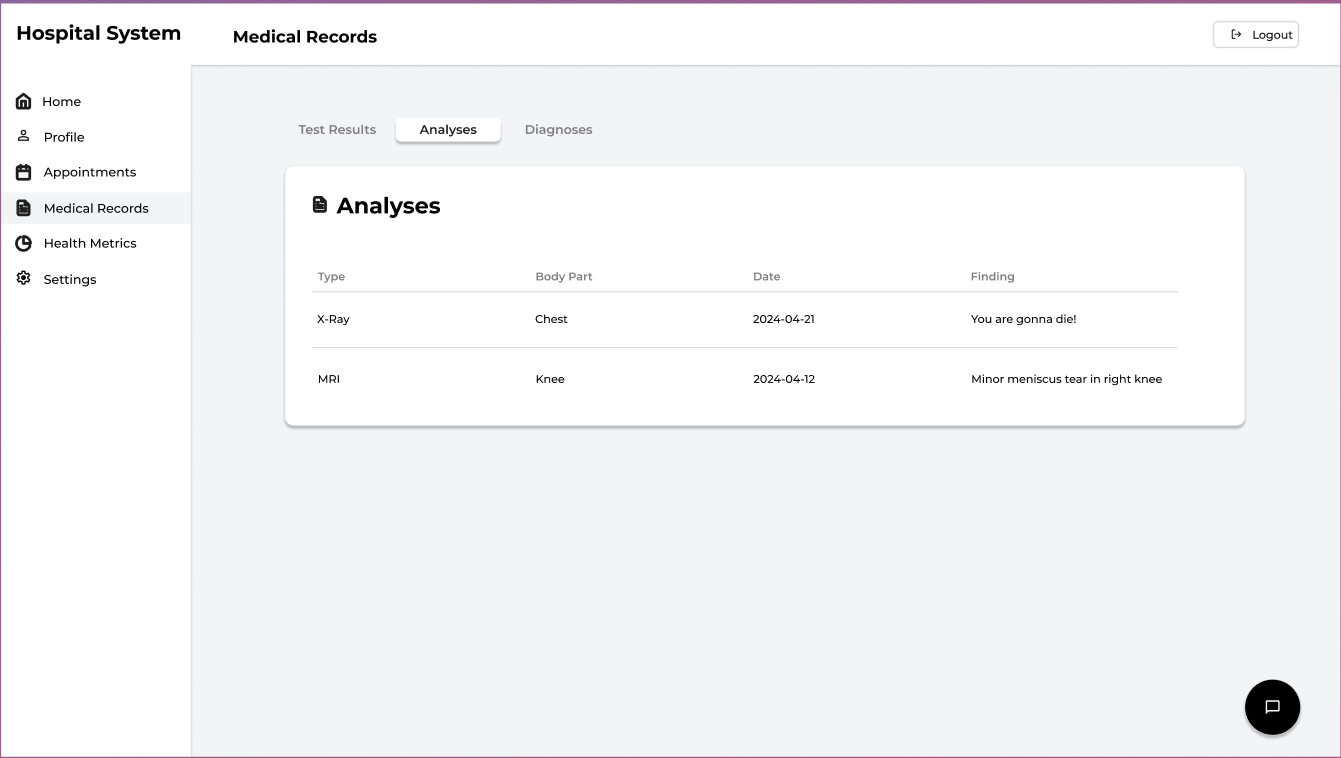 Hospital System
Medical Records
Logout
Home
Profile
Appointments
Medical Records
Health Metrics
Settings
Test Results Analyses Diagnoses
Analyses
Type Body Part Date Finding
X-Ray Chest 2024-04-21 You are gonna die!
MRI Knee 2024-04-12 Minor meniscus tear in right knee